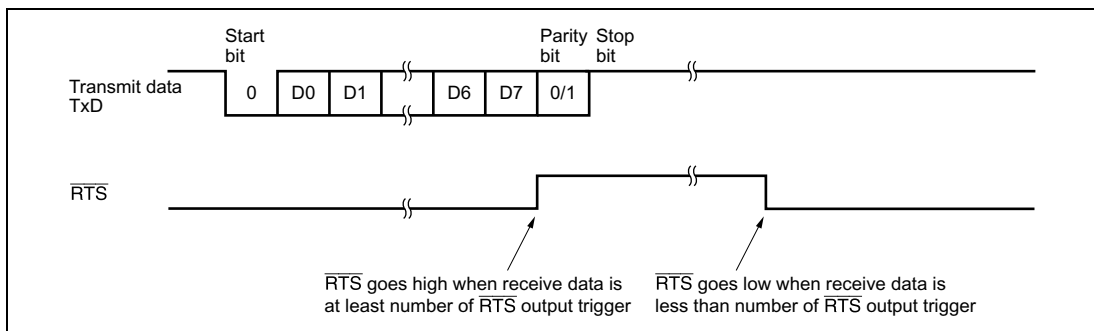 Start
bit
Parity Stop
bit bit
Transmit data
TxD
0 D0 D1 D6 D7 0/1
RTS
RTS goes high when receive data is
at least number of RTS output trigger
RTS goes low when receive data is
less than number of RTS output trigger